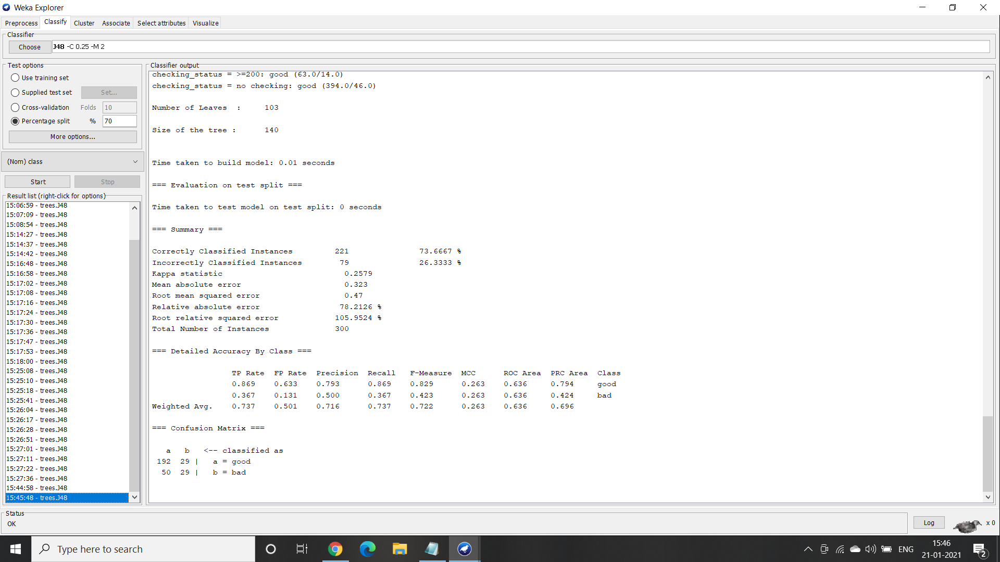 Weka Explorer
Preprocess Classify Cluster Associate Select attributes Visualize
Classifier
Choose J48 -C 0.25 -M 2
Test options
Use training set
Supplied test set Set...
Cross-validation Folds 10
Percentage split % 70
More options...
(Nom) class
Start Stop
Result list (right-click for options)
15:06:59 - trees.J48
15:07:09 - trees.J48
15:08:54 - trees.J48
15:14:27 - trees.J48
15:14:37 - trees.J48
15:14:42 - trees.J48
15:16:48 - trees.J48
15:16:58 - trees.J48
15:17:02 - trees.J48
15:17:08 - trees.J48
15:17:16 - trees.J48
15:17:24 - trees.J48
15:17:30 - trees.J48
15:17:36 - trees.J48
15:17:47 - trees.J48
15:17:53 - trees.J48
15:18:00 - trees.J48
15:25:08 - trees.J48
15:25:10 - trees.J48
15:25:18 - trees.J48
15:25:41 - trees.J48
15:26:04 - trees.J48
15:26:17 - trees.J48
15:26:28 - trees.J48
15:26:51 - trees.J48
15:27:01 - trees.J48
15:27:11 - trees.J48
15:27:22 - trees.J48
15:27:36 - trees.J48
15:44:58 - trees.J48
15:45:48 - trees.J48
Classifier output
checking_status = >=200: good (63.0/14.0)
checking_status = no checking: good (394.0/46.0)
Number of Leaves : 103
Size of the tree : 140
Time taken to build model: 0.01 seconds
=== Evaluation on test split ===
Time taken to test model on test split: 0 seconds
=== Summary ===
Correctly Classified Instances 221 73.6667 %
Incorrectly Classified Instances 79 26.3333 %
Kappa statistic 0.2579
Mean absolute error 0.323
Root mean squared error 0.47
Relative absolute error 78.2126 %
Root relative squared error 105.9524 %
Total Number of Instances 300
=== Detailed Accuracy By Class ===
TP Rate FP Rate Precision Recall F-Measure MCC ROC Area PRC Area Class
0.869 0.633 0.793 0.869 0.829 0.263 0.636 0.794 good
0.367 0.131 0.500 0.367 0.423 0.263 0.636 0.424 bad
Weighted Avg. 0.737 0.501 0.716 0.737 0.722 0.263 0.636 0.696
=== Confusion Matrix ===
a b <-- classified as
192 29 | a = good
50 29 | b = bad
Status
OK
Log x 0
Type here to search
ENG
15:46
21-01-2021
2